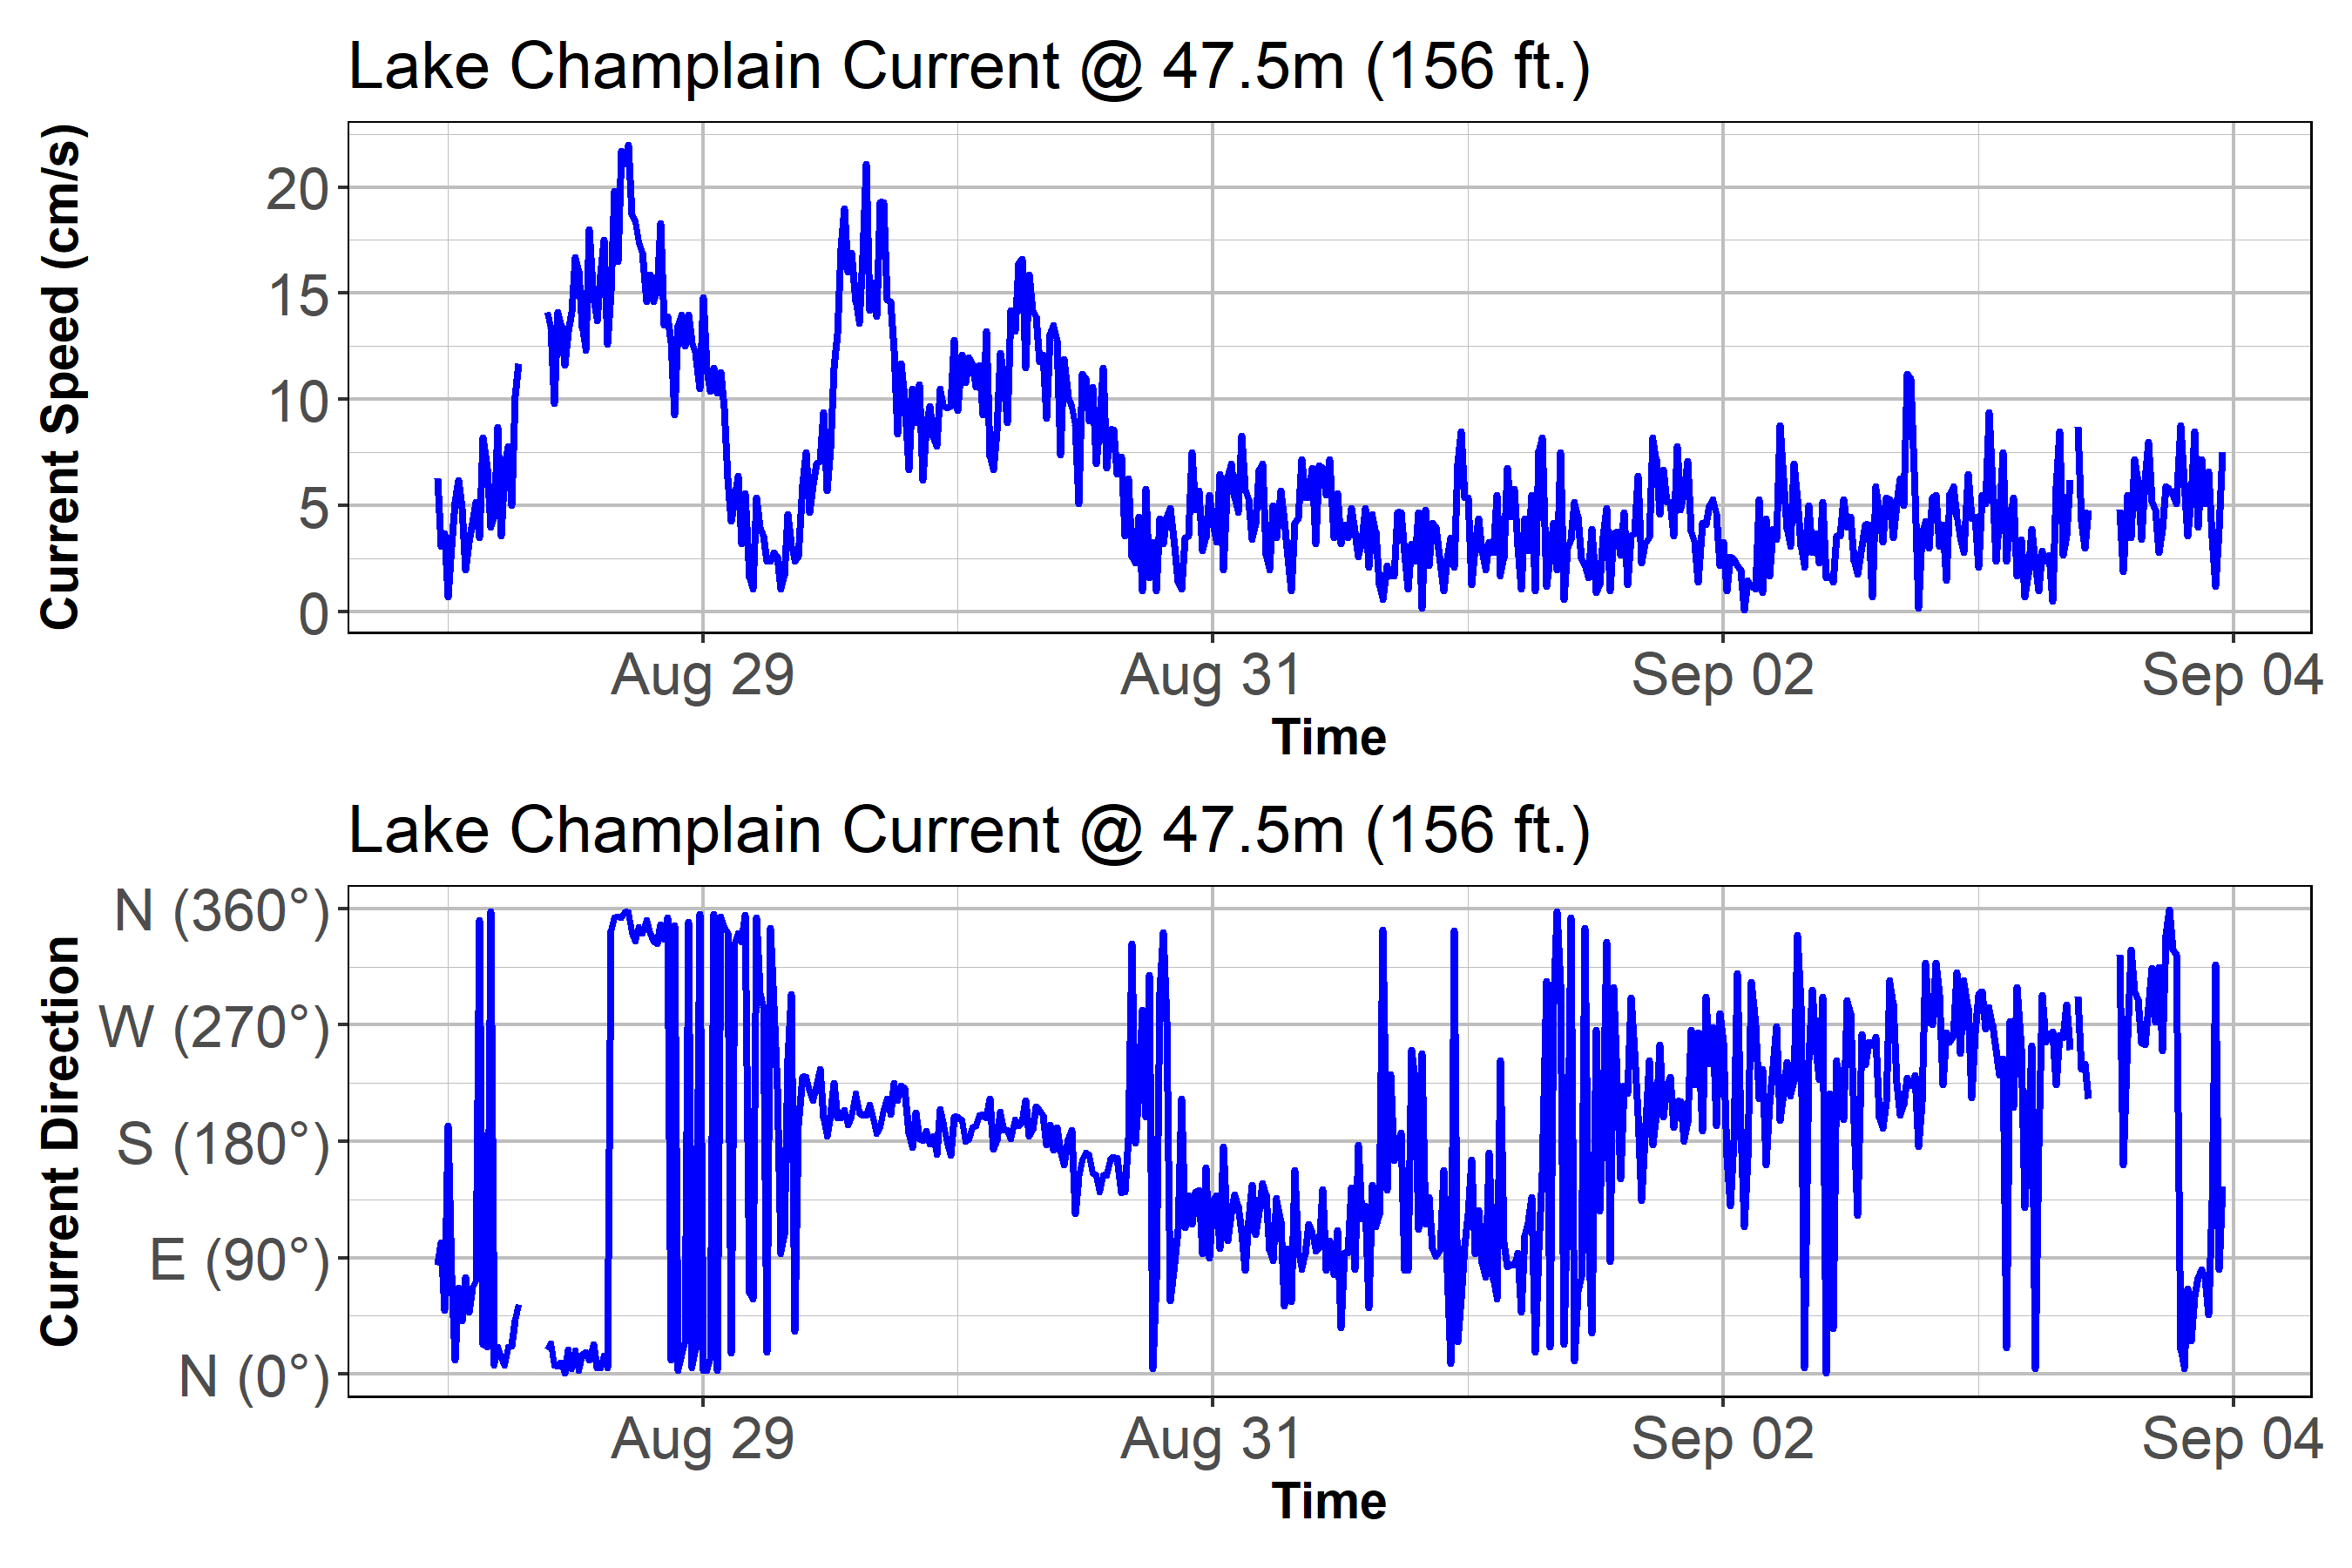 Lake Champlain Current @ 47.5m (156 ft.)
Current Speed (cm/s)
20
15
10
5
0
Aug 29 Aug 31 Sep 02 Sep 04
Time
Lake Champlain Current @ 47.5m (156 ft.)
Current Direction
N (360°)
W (270°)
S (180°)
E (90°)
N (0°)
Aug 29 Aug 31 Sep 02 Sep 04
Time